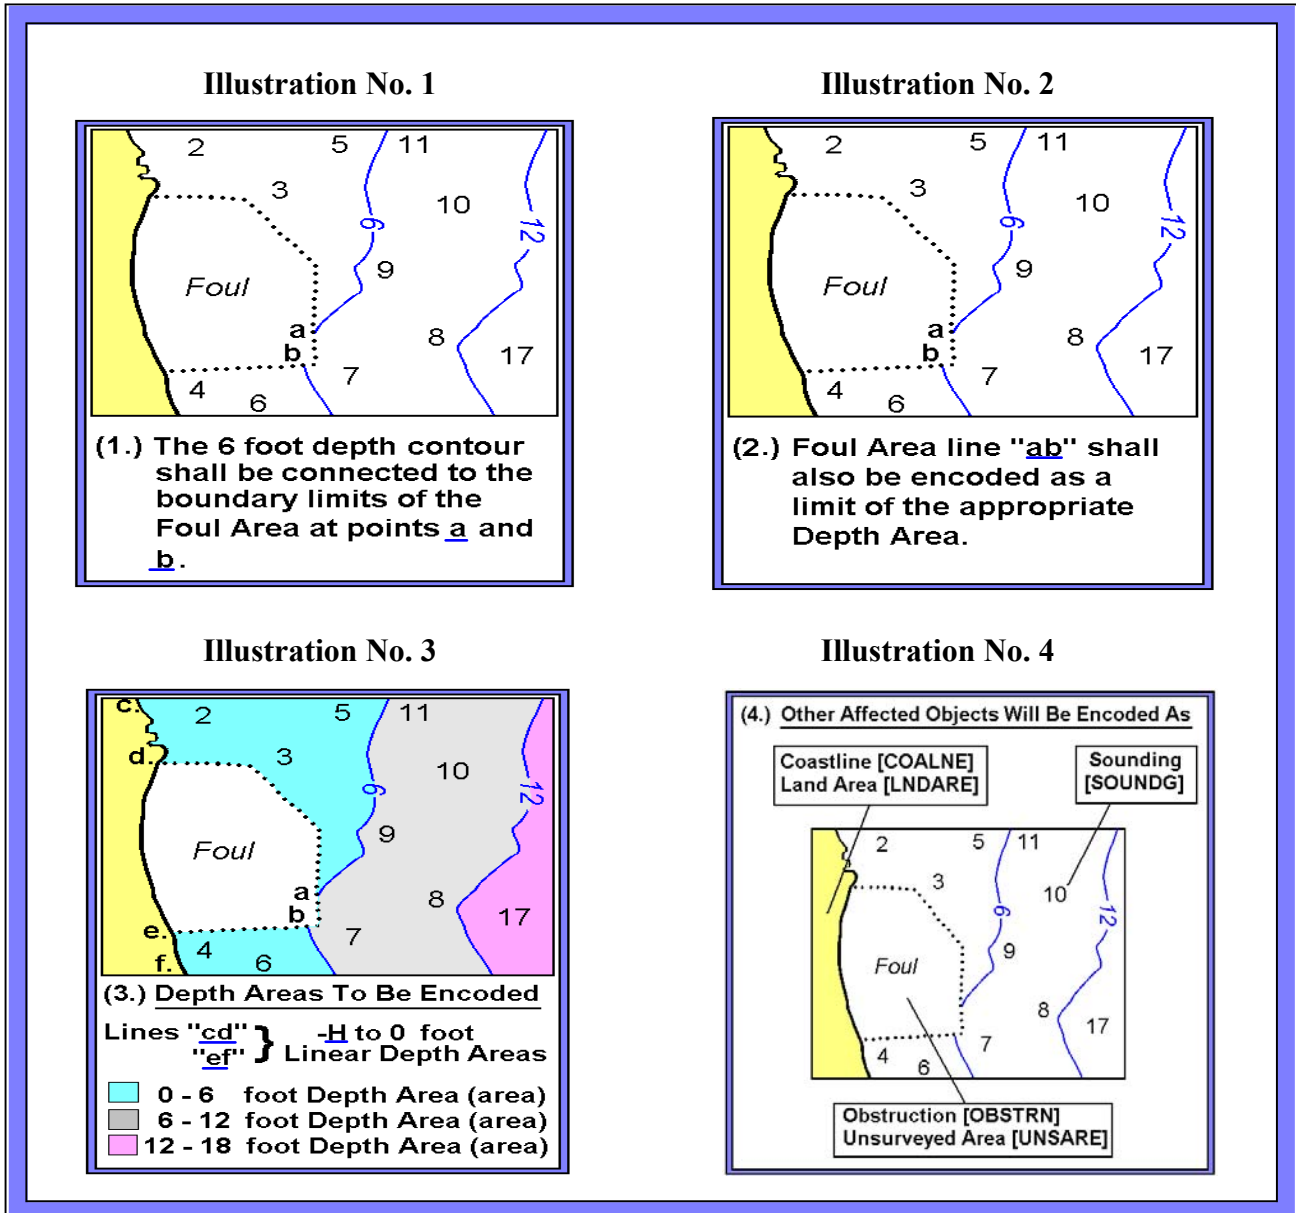 Illustration No. 1
2 5 11
3
10
6
12
Foul
9
a
b
8
17
7
4
6
(1.) The 6 foot depth contour
shall be connected to the
boundary limits of the
Foul Area at points a and
b.
Illustration No. 2
2 5 11
3
10
6
12
Foul
9
a
b
8
17
7
4
6
(2.) Foul Area line "ab" shall
also be encoded as a
limit of the appropriate
Depth Area.
Illustration No. 3
c.
2 5 11
d.
3
10
6
12
Foul
9
a
b
8
17
e.
7
4
f.
6
(3.) Depth Areas To Be Encoded
Lines "cd" } -H to 0 foot
"ef" Linear Depth Areas
0 - 6 foot Depth Area (area)
6 - 12 foot Depth Area (area)
12 - 18 foot Depth Area (area)
Illustration No. 4
(4.) Other Affected Objects Will Be Encoded As
Coastline [COALNE]
Land Area [LNDARE]
Sounding
[SOUNDG]
2 5 11
3
10
6
12
9
Foul
8
17
7
4
6
Obstruction [OBSTRN]
Unsurveyed Area [UNSARE]